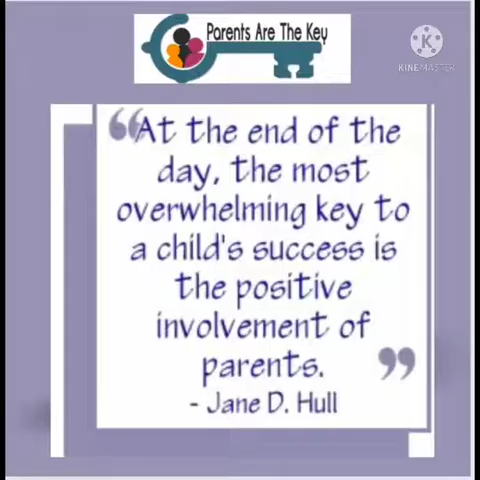 Parents Are The Key
K
KINEMASTER
“At the end of the
day, the most
overwhelming key to
a child's success is
the positive
involvement of
parents. ”
- Jane D. Hull